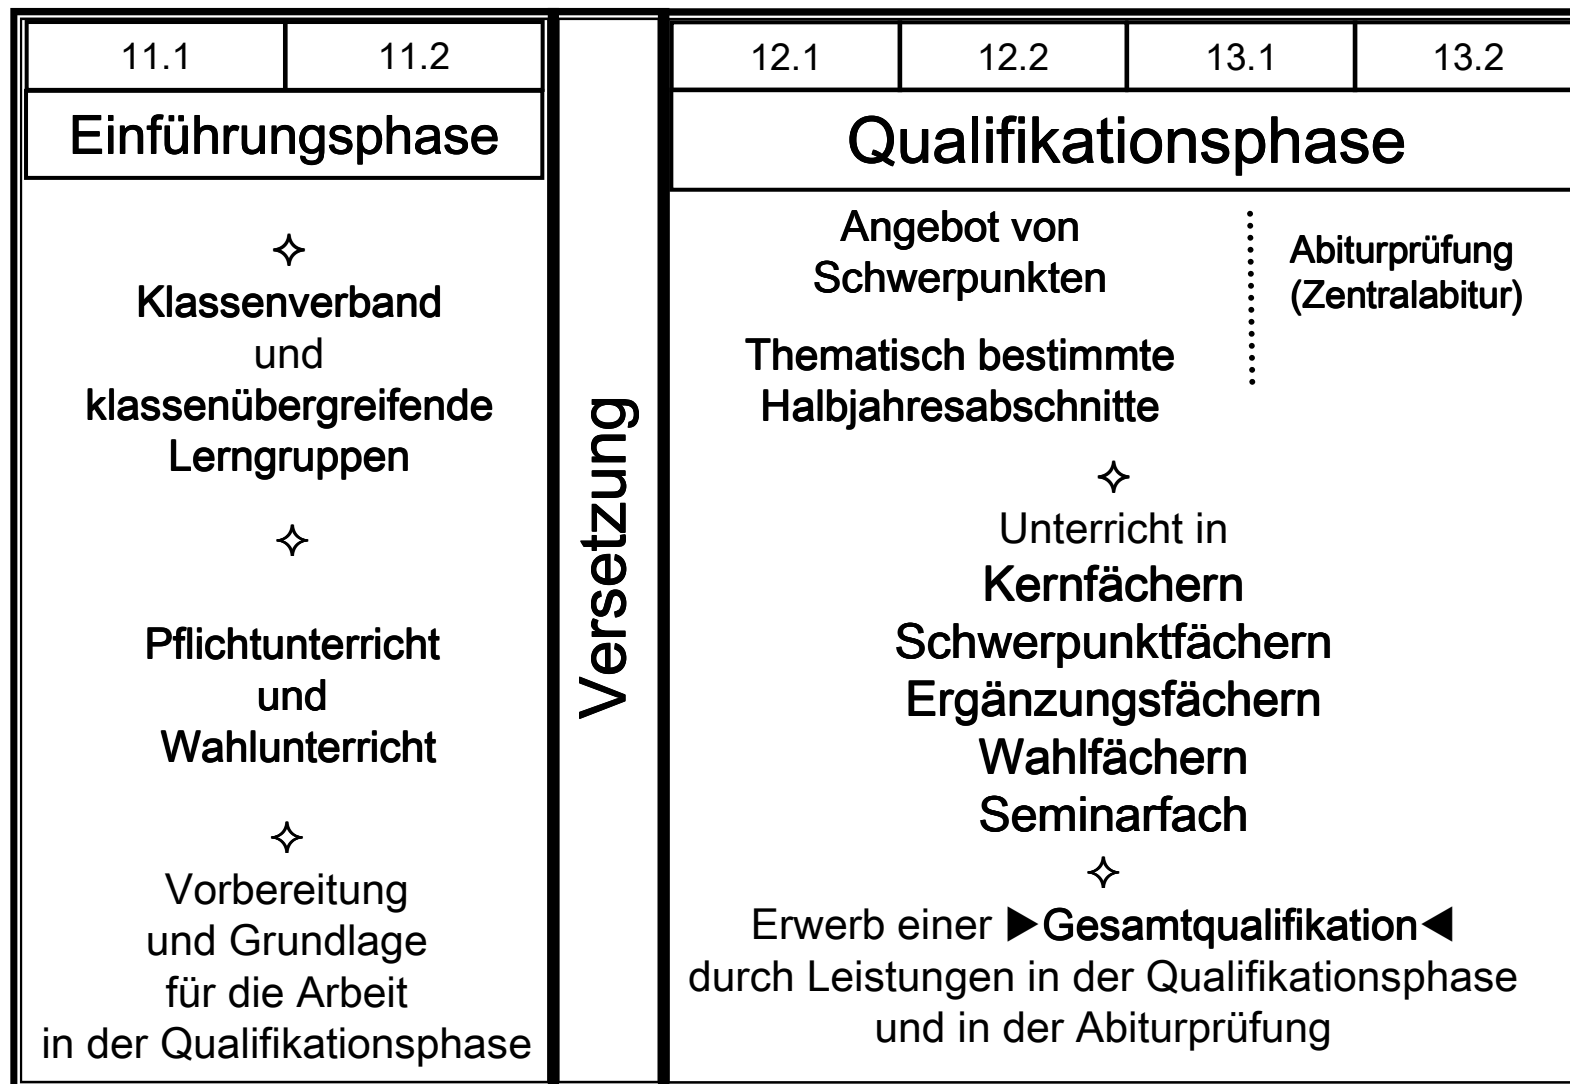 11.1 11.2
Einführungsphase
Klassenverband
und
klassenübergreifende
Lerngruppen
Pflichtunterricht
und
Wahlunterricht
Vorbereitung
und Grundlage
für die Arbeit
in der Qualifikationsphase
Versetzung
12.1 12.2 13.1 13.2
Qualifikationsphase
Angebot von
Schwerpunkten
Thematisch bestimmte
Halbjahresabschnitte
Abiturprüfung
(Zentralabitur)
Unterricht in
Kernfächern
Schwerpunktfächern
Ergänzungsfächern
Wahlfächern
Seminarfach
Erwerb einer ►Gesamtqualifikation◄
durch Leistungen in der Qualifikationsphase
und in der Abiturprüfung